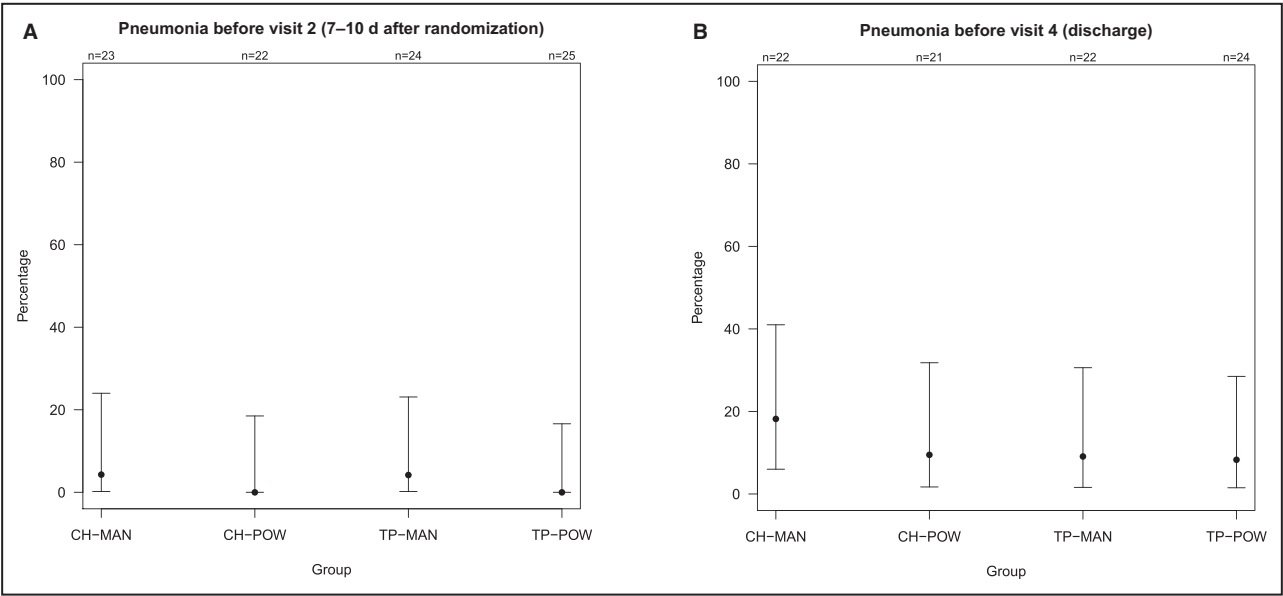 A
Pneumonia before visit 2 (7–10 d after randomization)
n=23 n=22 n=24 n=25
100
80
60
40
20
0
Percentage
CH−MAN CH−POW TP−MAN TP−POW
Group
B
Pneumonia before visit 4 (discharge)
n=22 n=21 n=22 n=24
100
80
60
40
20
0
Percentage
CH−MAN CH−POW TP−MAN TP−POW
Group